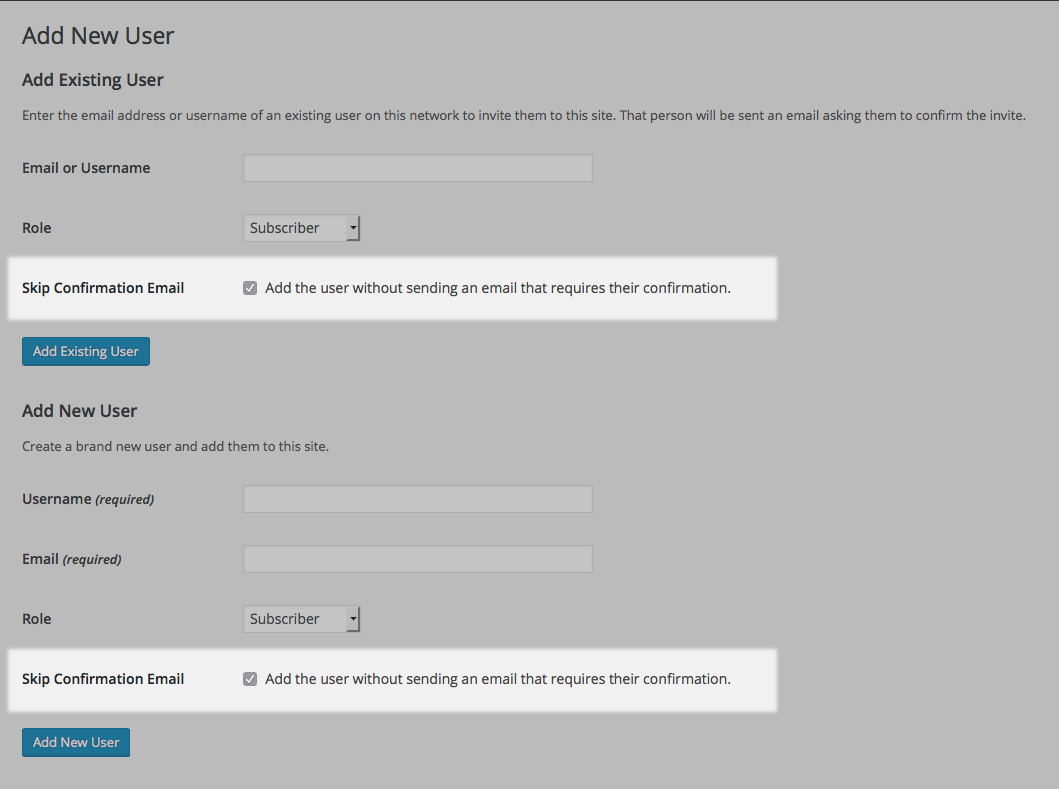 Add New User
Add Existing User
Enter the email address or username of an existing user on this network to invite them to this site. That person will be sent an email asking them to confirm the invite.
Email or Username
Role Subscriber
Skip Confirmation Email Add the user without sending an email that requires their confirmation.
Add Existing User
Add New User
Create a brand new user and add them to this site.
Username (required)
Email (required)
Role Subscriber
Skip Confirmation Email Add the user without sending an email that requires their confirmation.
Add New User